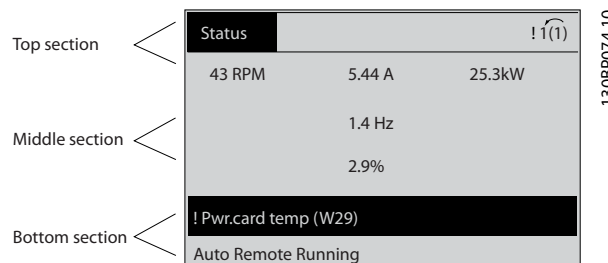 Top section
Status
! 1(1)
43 RPM 5.44 A 25.3kW
Middle section
1.4 Hz
2.9%
Bottom section
! Pwr.card temp (W29)
Auto Remote Running
130BP074.10